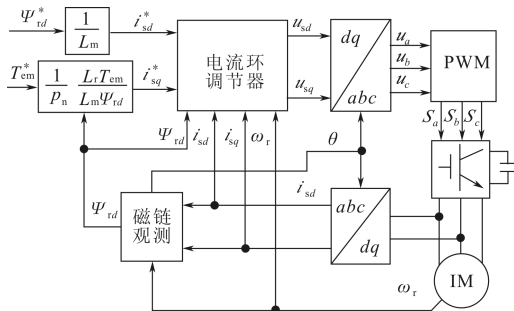 Ψ*rd
1
Lm
i*sd
T*em
1 LrTem
pn LmΨrd
i*sq
电流环
调节器
usd
usq
dq
abc
ua
ub
uc
PWM
Sa Sb Sc
Ψrd isd isq ωr
θ
Ψrd
磁链
观测
isd
abc
dq
ωr
IM